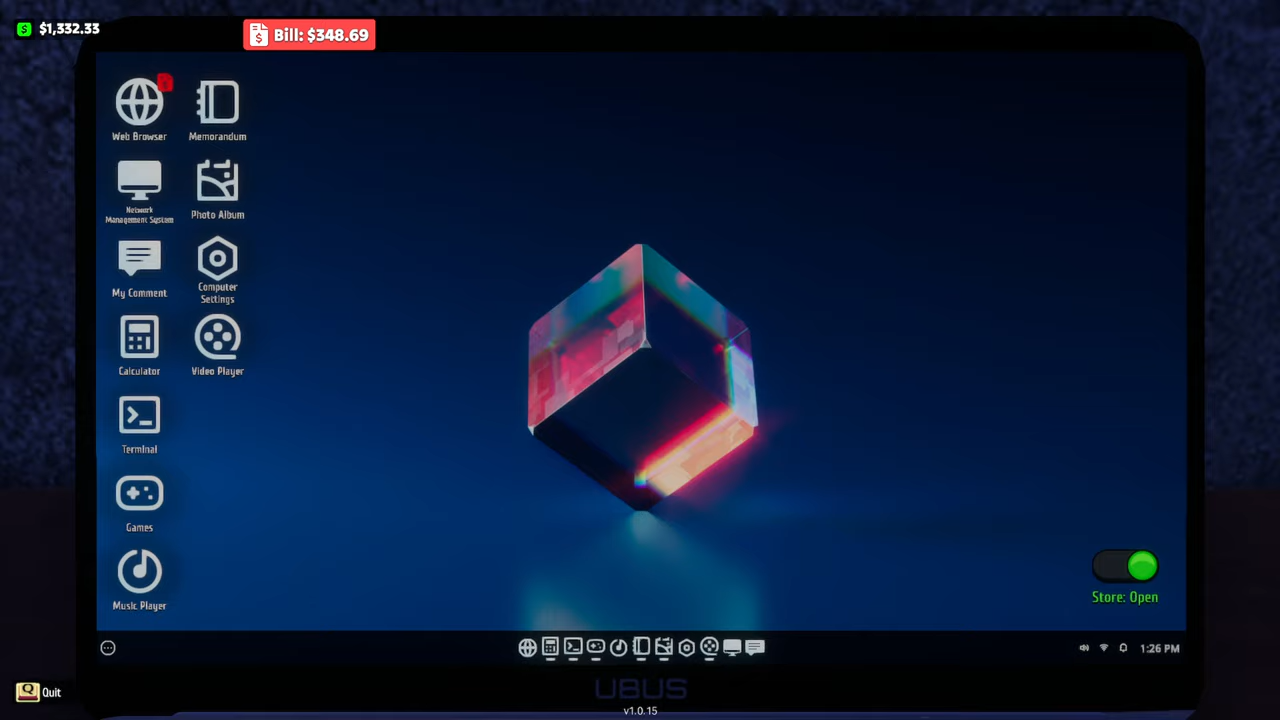 $1,332.33
Bill: $348.69
Web Browser
Memorandum
Network
Management System
Photo Album
My Comment
Computer
Settings
Calculator
Video Player
Terminal
Games
Music Player
Store: Open
1:26 PM
Q Quit
UBUS
v1.0.15